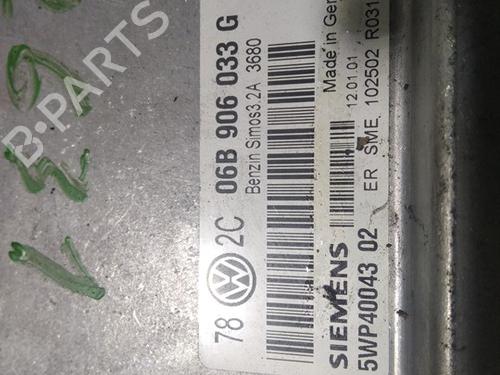 78 2C 06B 906 033 G
Benzin Simos3.2A 3680
Made in Ger
12.01.01
SIEMENS
5WP40043 02
ER SME 102502 R031
B-PARTS